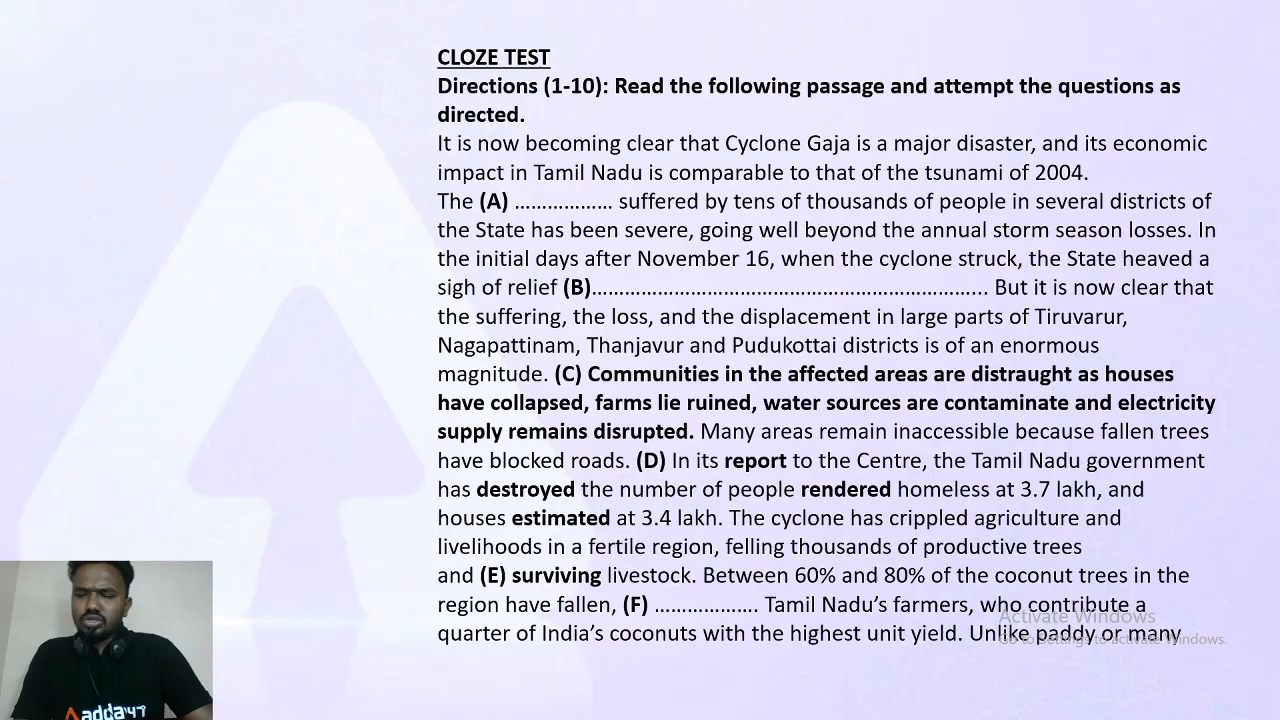 CLOZE TEST
Directions (1-10): Read the following passage and attempt the questions as
directed.
It is now becoming clear that Cyclone Gaja is a major disaster, and its economic
impact in Tamil Nadu is comparable to that of the tsunami of 2004.
The (A) .................. suffered by tens of thousands of people in several districts of
the State has been severe, going well beyond the annual storm season losses. In
the initial days after November 16, when the cyclone struck, the State heaved a
sigh of relief (B)........................................................................ But it is now clear that
the suffering, the loss, and the displacement in large parts of Tiruvarur,
Nagapattinam, Thanjavur and Pudukottai districts is of an enormous
magnitude. (C) Communities in the affected areas are distraught as houses
have collapsed, farms lie ruined, water sources are contaminate and electricity
supply remains disrupted. Many areas remain inaccessible because fallen trees
have blocked roads. (D) In its report to the Centre, the Tamil Nadu government
has destroyed the number of people rendered homeless at 3.7 lakh, and
houses estimated at 3.4 lakh. The cyclone has crippled agriculture and
livelihoods in a fertile region, felling thousands of productive trees
and (E) surviving livestock. Between 60% and 80% of the coconut trees in the
region have fallen, (F) ................... Tamil Nadu’s farmers, who contribute a
quarter of India’s coconuts with the highest unit yield. Unlike paddy or many
Activate Windows
Go to Settings to activate Windows.
adda247